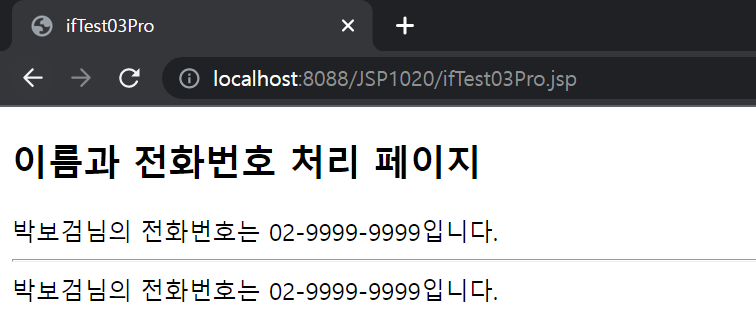 ifTest03Pro
localhost:8088/JSP1020/ifTest03Pro.jsp
이름과 전화번호 처리 페이지
박보검님의 전화번호는 02-9999-9999입니다.
박보검님의 전화번호는 02-9999-9999입니다.